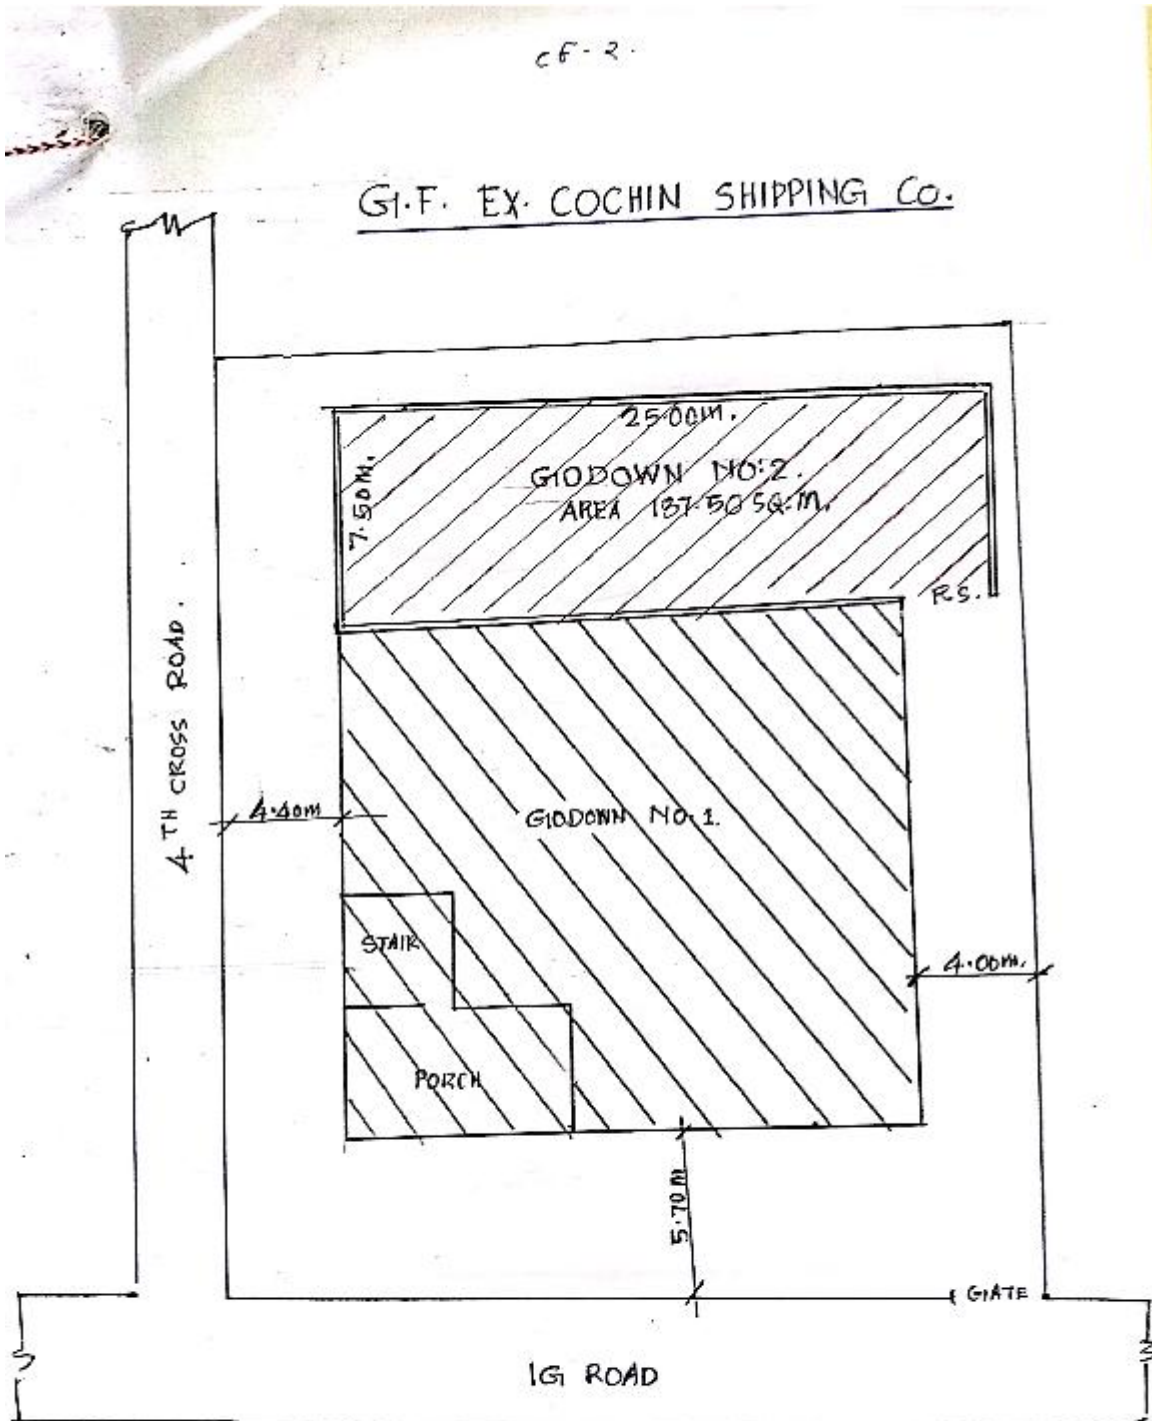 CF-2.
G.F. EX. COCHIN SHIPPING CO.
25.00m.
7.50M.
GODOWN NO:2.
AREA 187.50 SQ.M.
R.S.
4TH CROSS ROAD.
4.40m
GODOWN NO.1.
STAIR
4.00m.
PORCH
5.70m
GATE
IG ROAD